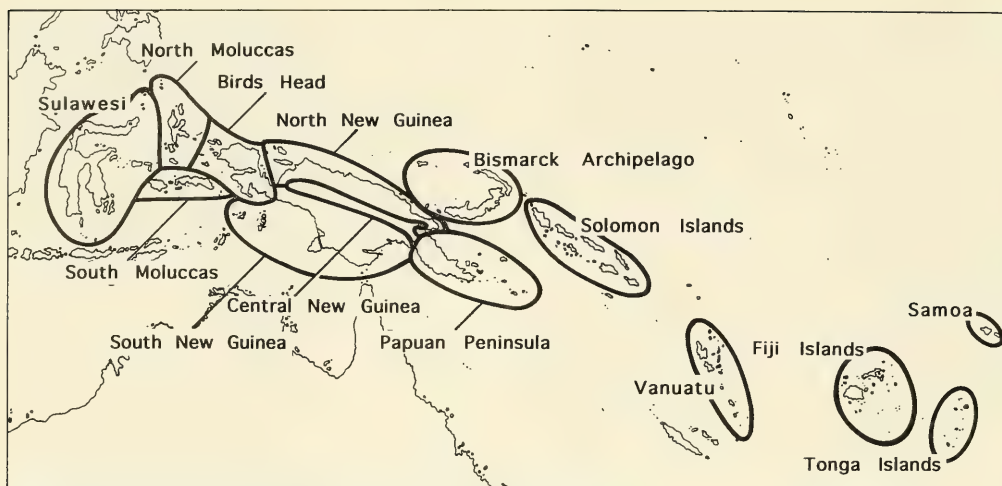 North Moluccas
Birds Head
Sulawesi
North New Guinea
Bismarck Archipelago
Solomon Islands
South Moluccas
Central New Guinea
South New Guinea
Papuan Peninsula
Samoa
Fiji Islands
Vanuatu
Tonga Islands